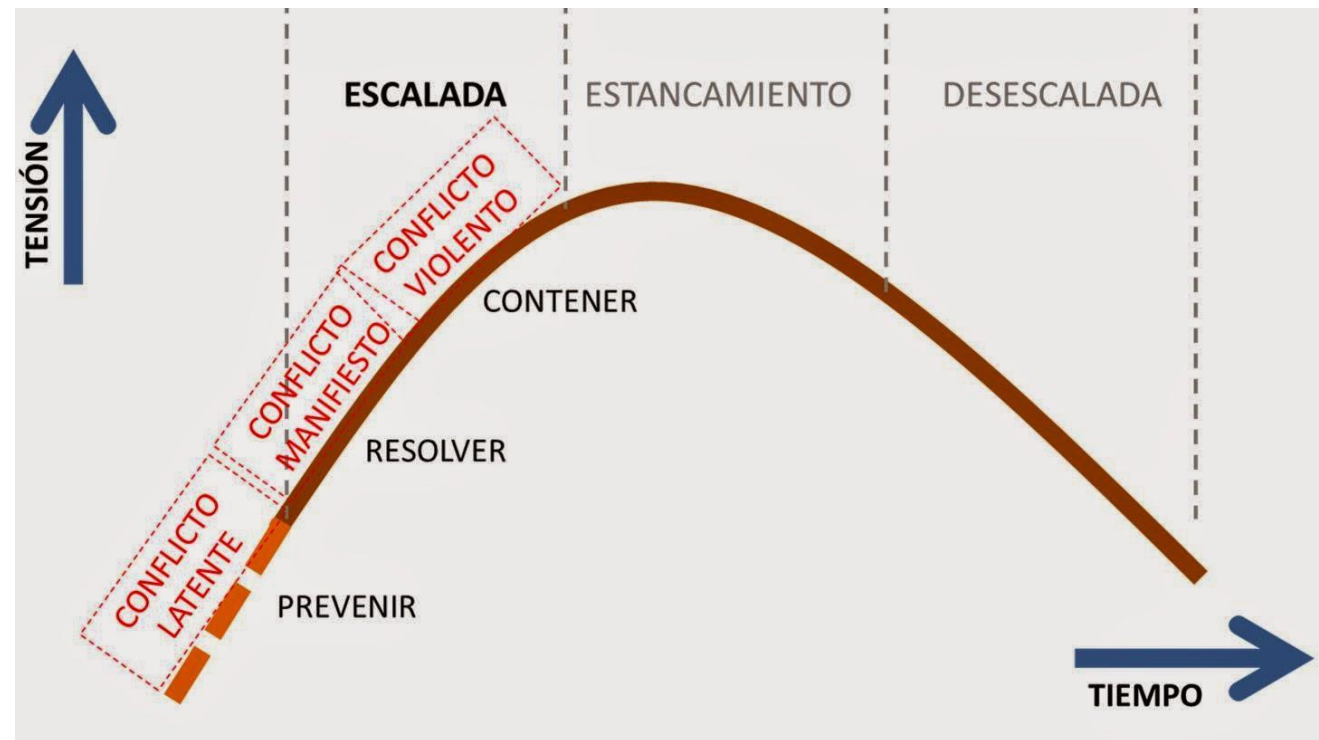 TENSIÓN
ESCALADA
ESTANCAMIENTO
DESESCALADA
CONFLICTO
VIOLENTO
CONTENER
CONFLICTO
MANIFIESTO
RESOLVER
CONFLICTO
LATENTE
PREVENIR
TIEMPO